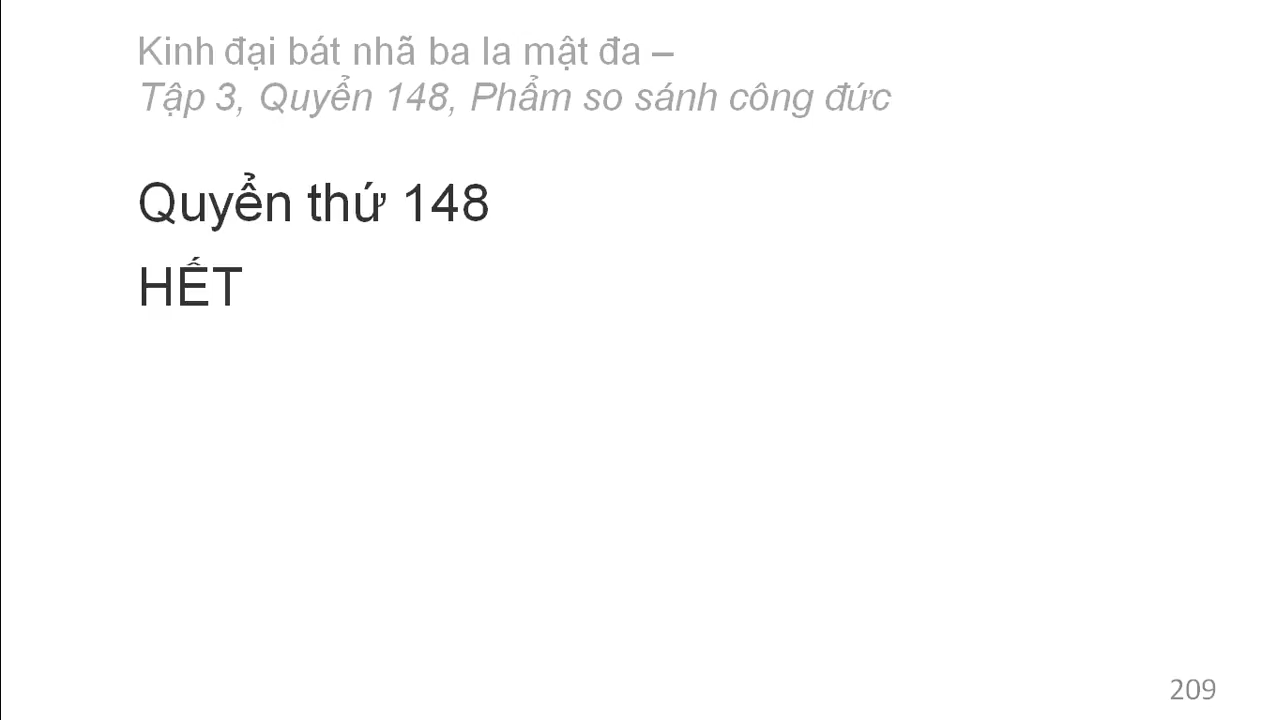 Kinh đại bát nhã ba la mật đa –
Tập 3, Quyển 148, Phẩm so sánh công đức
Quyển thứ 148
HẾT
209